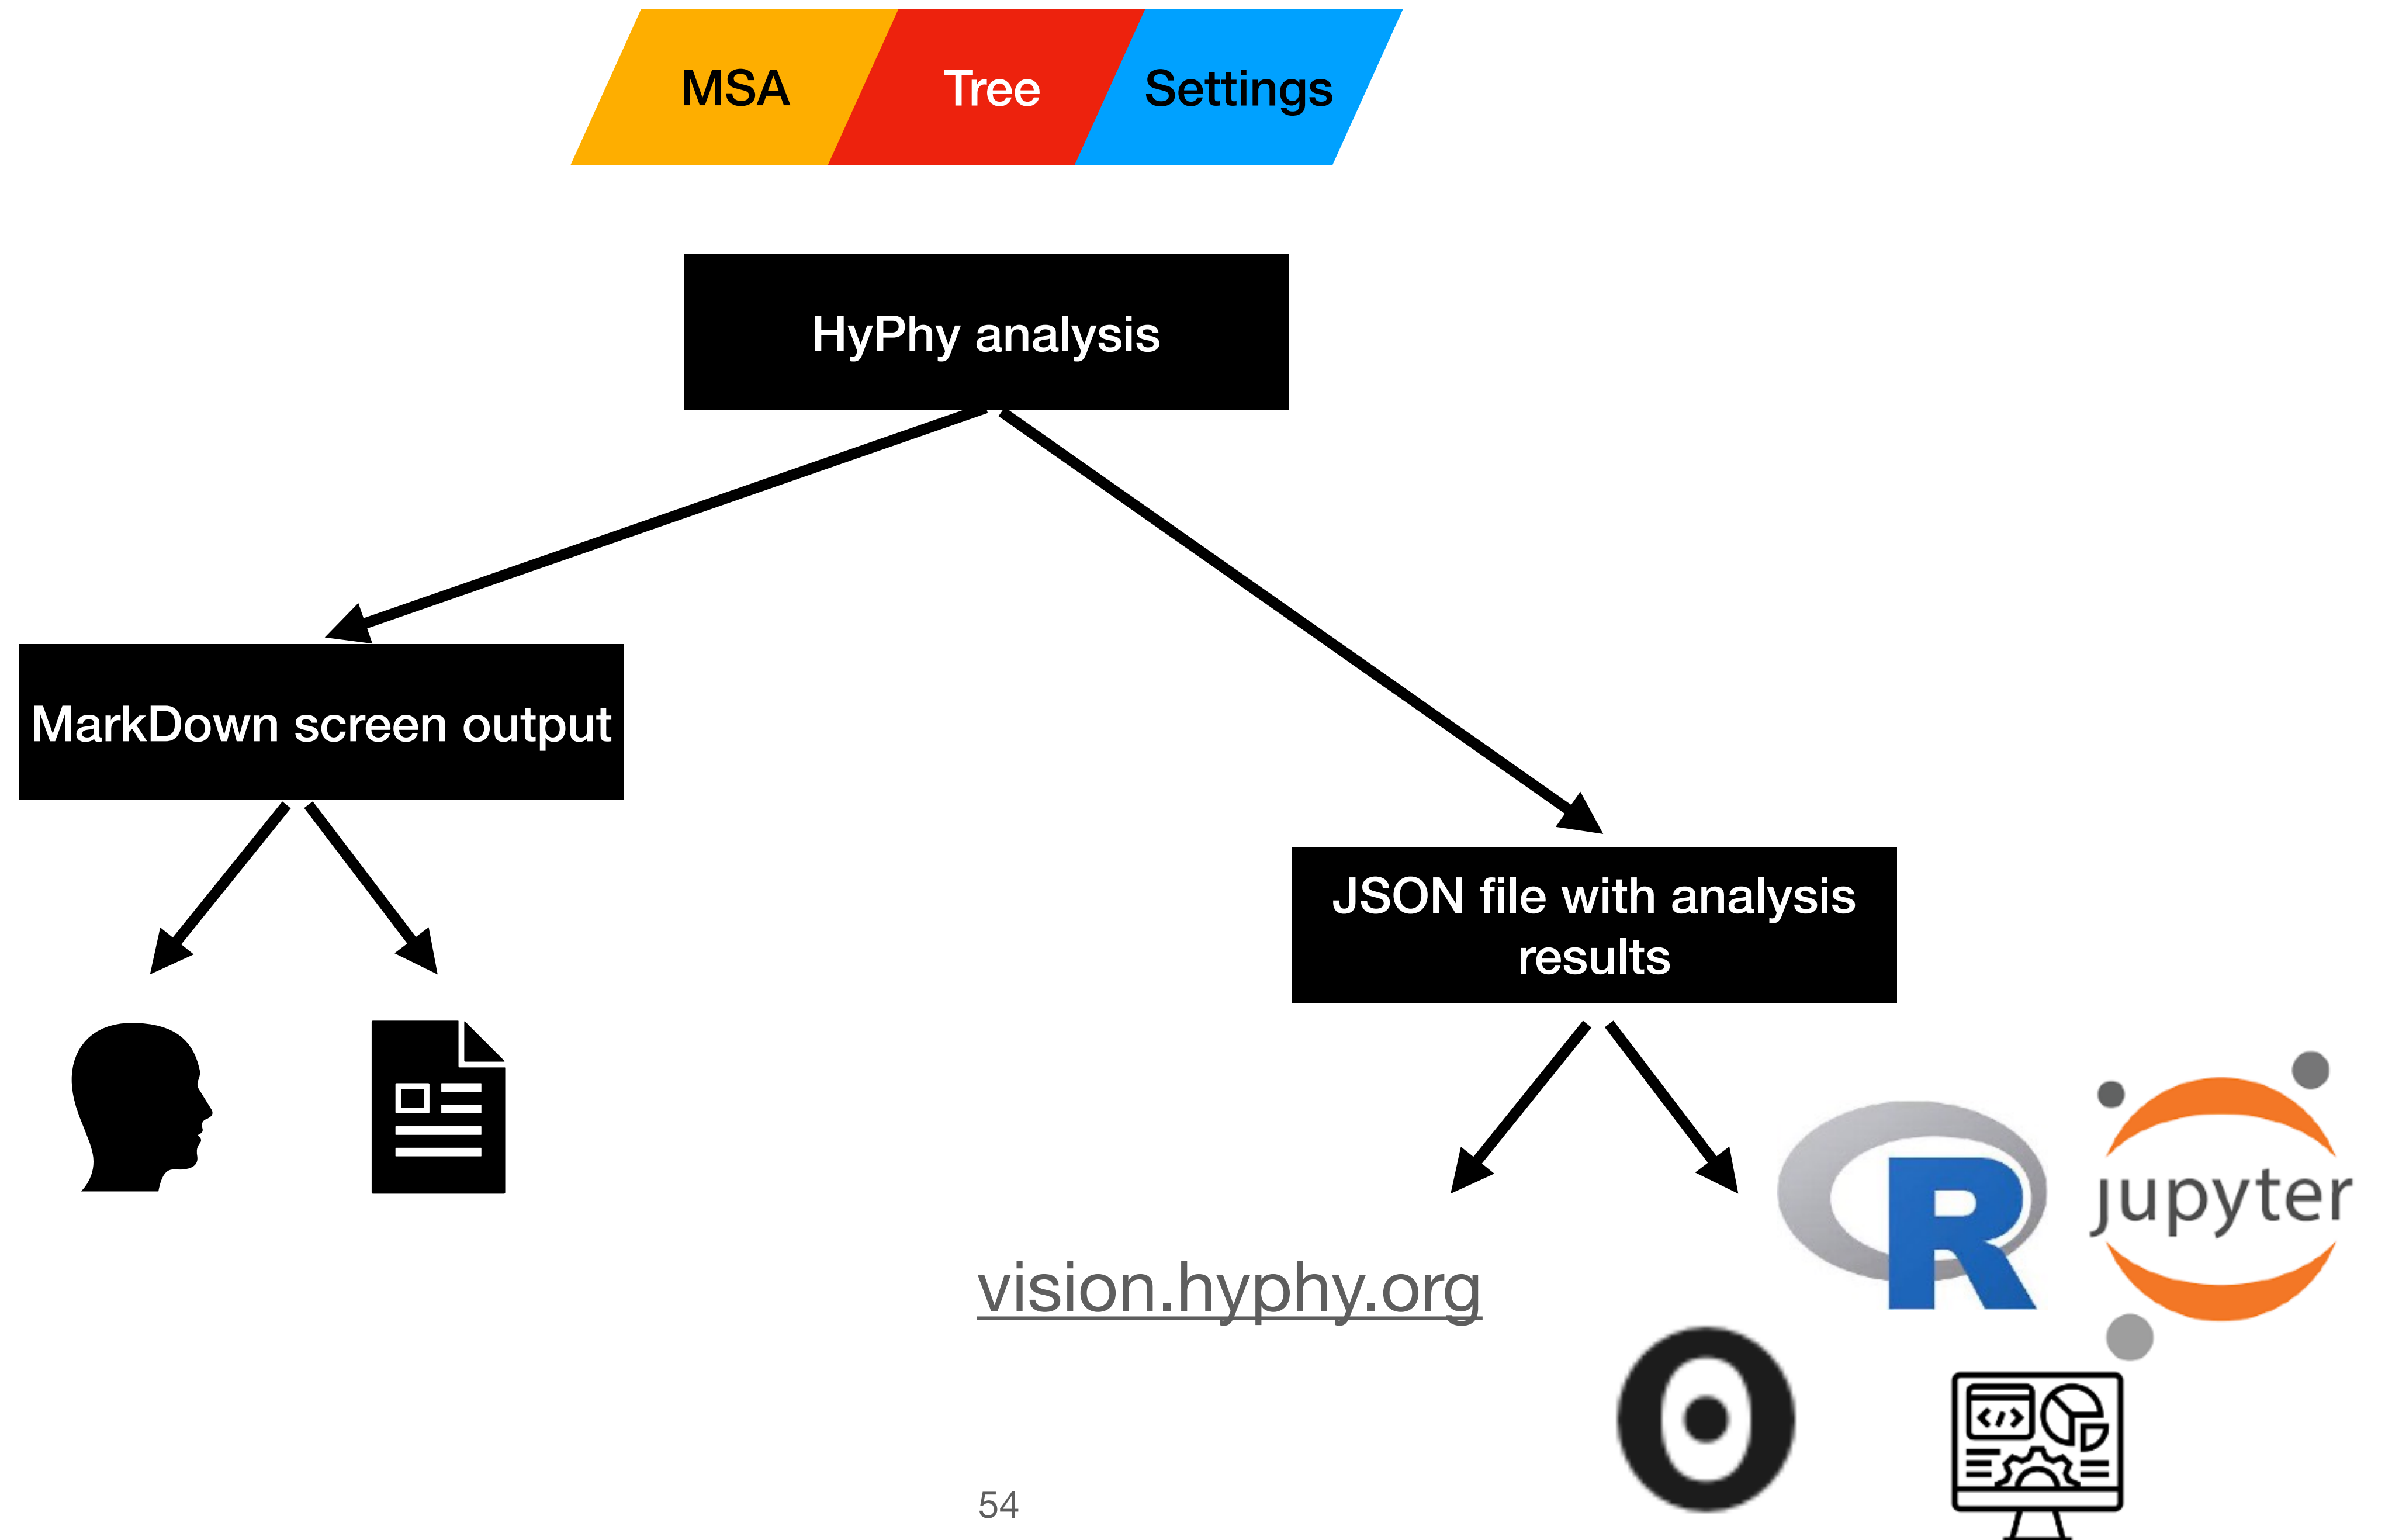 MSA
Tree
Settings
HyPhy analysis
MarkDown screen output
JSON file with analysis
results
R
jupyter
vision.hyphy.org
</>
54